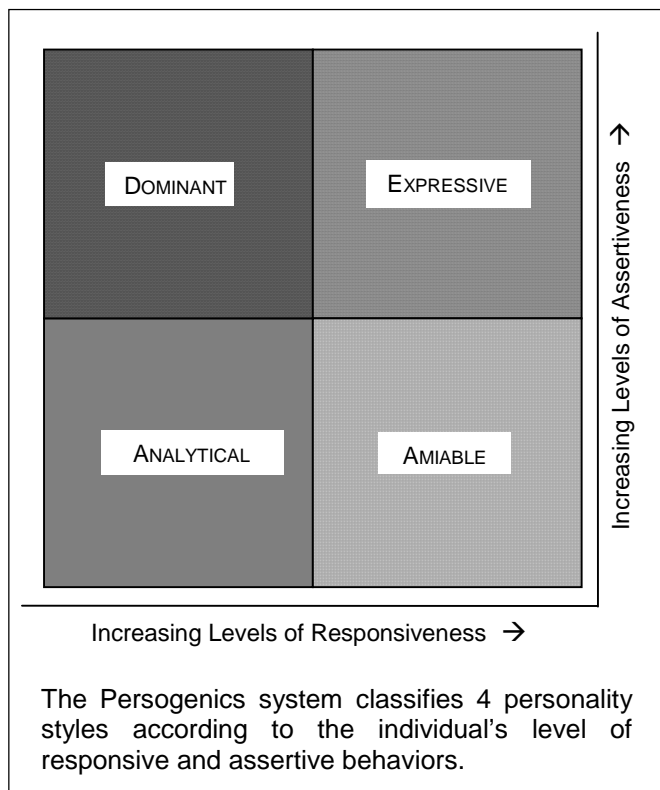 DOMINANT
EXPRESSIVE
ANALYTICAL
AMIABLE
Increasing Levels of Assertiveness →
Increasing Levels of Responsiveness →
The Persogenics system classifies 4 personality
styles according to the individual's level of
responsive and assertive behaviors.